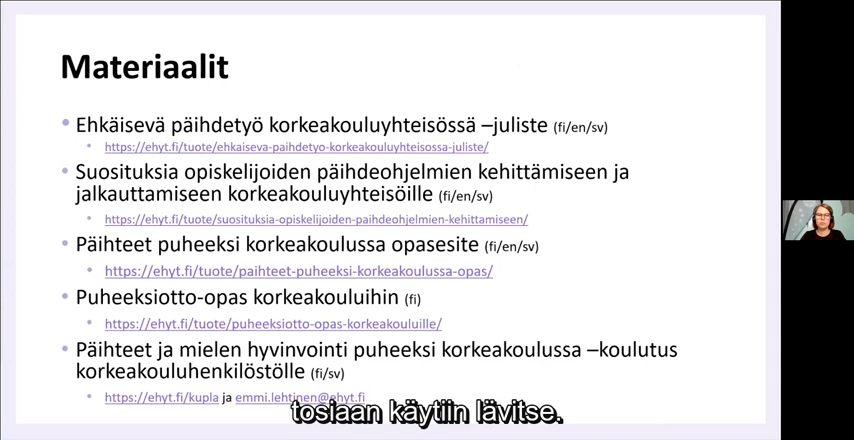 Materiaalit
Ehkäisevä päihdetyö korkeakouluyhteisössä –juliste (fi/en/sv)
https://ehyt.fi/tuote/ehkaiseva-paihdetyo-korkeakouluyhteisossa-juliste/
Suosituksia opiskelijoiden päihdeohjelmien kehittämiseen ja
jalkauttamiseen korkeakouluyhteisöille (fi/en/sv)
https://ehyt.fi/tuote/suosituksia-opiskelijoiden-paihdeohjelmien-kehittamiseen/
Päihteet puheeksi korkeakoulussa opasesite (fi/en/sv)
https://ehyt.fi/tuote/paihteet-puheeksi-korkeakoulussa-opas/
Puheeksiotto-opas korkeakouluihin (fi)
https://ehyt.fi/tuote/puheeksiotto-opas-korkeakouluille/
Päihteet ja mielen hyvinvointi puheeksi korkeakoulussa –koulutus
korkeakouluhenkilöstölle (fi/sv)
https://ehyt.fi/kupla ja emmi.lehtinen@ehyt.fi
tosiaan käytiin lävitse.